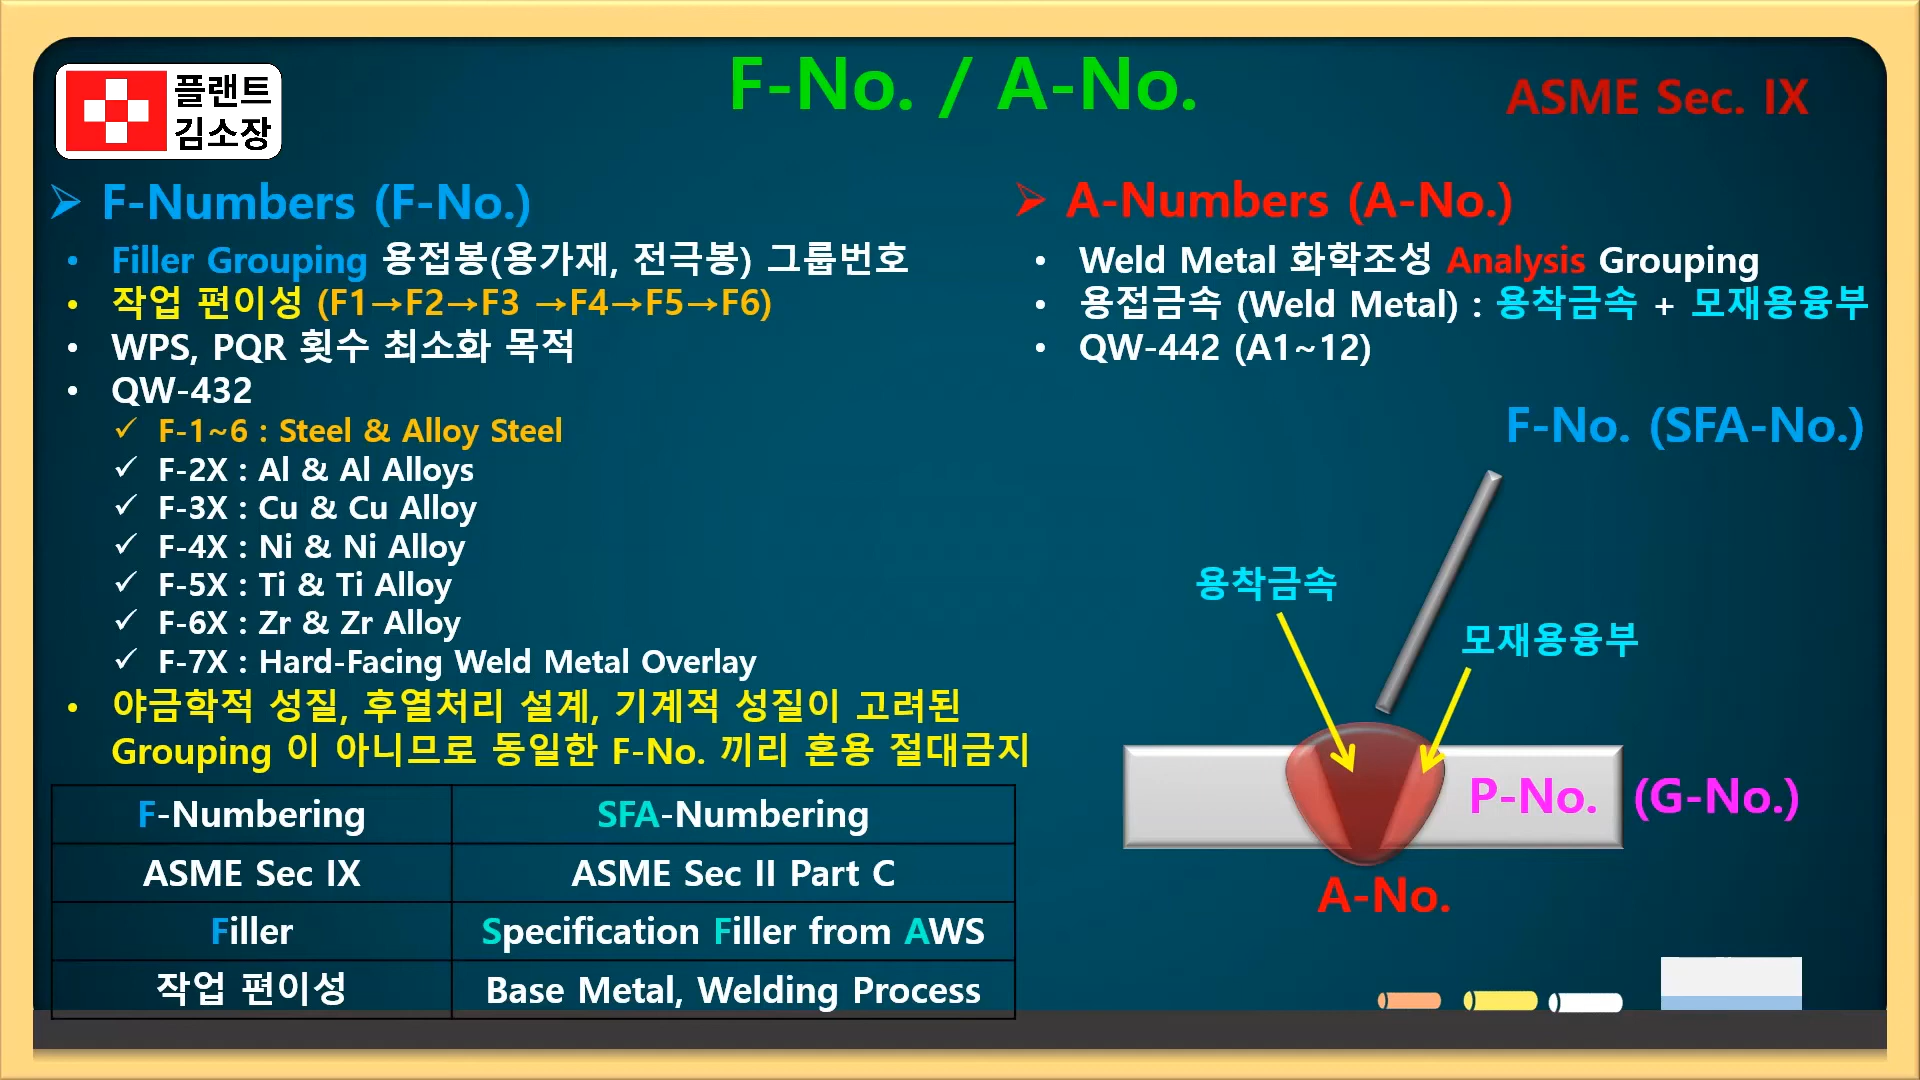 플랜트
김소장
F-No. / A-No.
ASME Sec. IX
➢ F-Numbers (F-No.)
• Filler Grouping 용접봉(용가재, 전극봉) 그룹번호
• 작업 편이성 (F1→F2→F3 →F4→F5→F6)
• WPS, PQR 횟수 최소화 목적
• QW-432
✓ F-1~6 : Steel & Alloy Steel
✓ F-2X : Al & Al Alloys
✓ F-3X : Cu & Cu Alloy
✓ F-4X : Ni & Ni Alloy
✓ F-5X : Ti & Ti Alloy
✓ F-6X : Zr & Zr Alloy
✓ F-7X : Hard-Facing Weld Metal Overlay
• 야금학적 성질, 후열처리 설계, 기계적 성질이 고려된
Grouping 이 아니므로 동일한 F-No. 끼리 혼용 절대금지
F-Numbering SFA-Numbering
ASME Sec IX ASME Sec II Part C
Filler Specification Filler from AWS
작업 편이성 Base Metal, Welding Process
➢ A-Numbers (A-No.)
• Weld Metal 화학조성 Analysis Grouping
• 용접금속 (Weld Metal) : 용착금속 + 모재용융부
• QW-442 (A1~12)
F-No. (SFA-No.)
용착금속
모재용융부
P-No. (G-No.)
A-No.